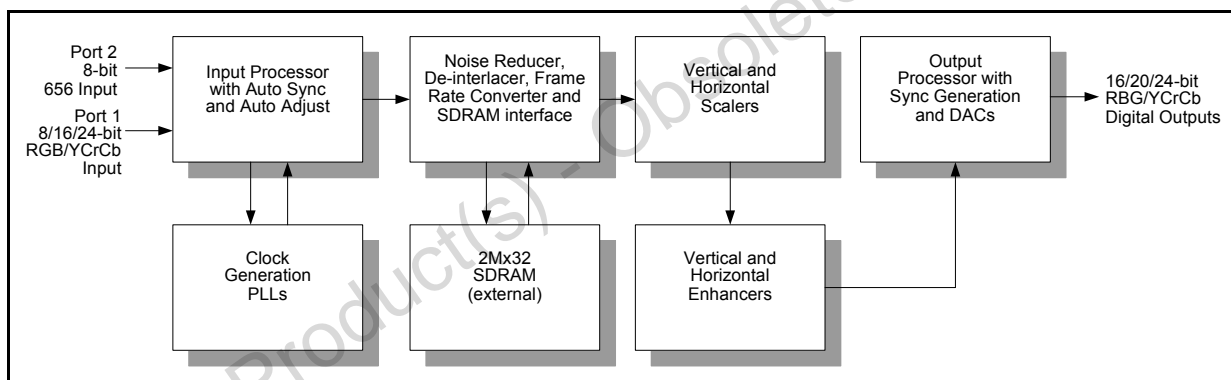 Port 2
8-bit
656 Input
Port 1
8/16/24-bit
RGB/YCrCb
Input
Input Processor
with Auto Sync
and Auto Adjust
Noise Reducer,
De-interlacer, Frame
Rate Converter and
SDRAM interface
Vertical and
Horizontal
Scalers
Output
Processor with
Sync Generation
and DACs
16/20/24-bit
RBG/YCrCb
Digital Outputs
Clock
Generation
PLLs
2Mx32
SDRAM
(external)
Vertical and
Horizontal
Enhancers
Product(s) - Obsolete